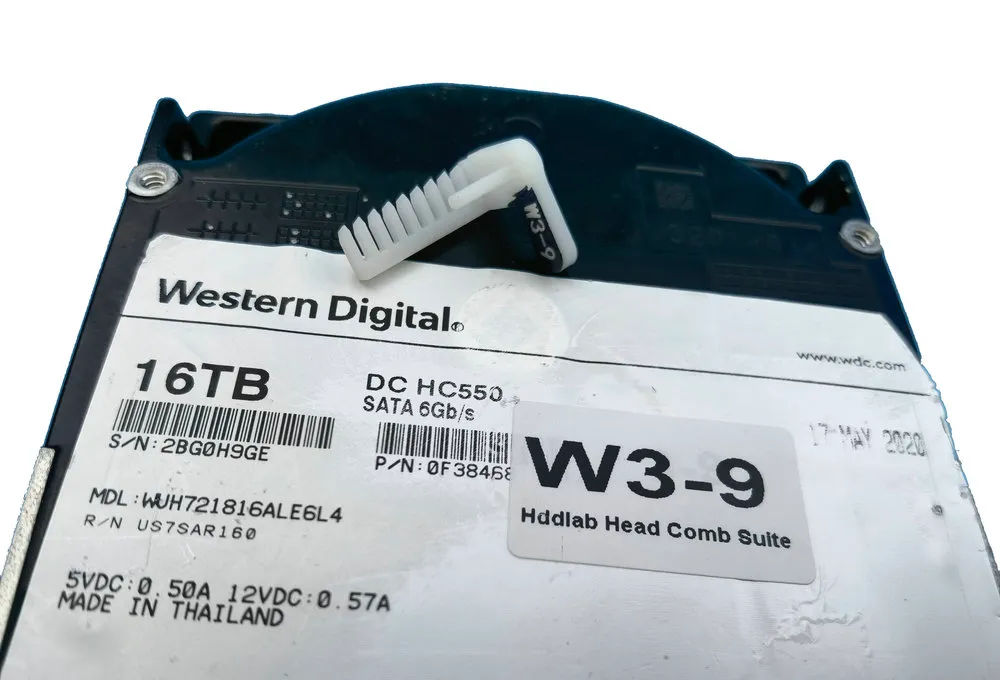 W3-9
Western Digital®
www.wdc.com
16TB
DC HC550
SATA 6Gb/s
17 MAY 2020
S/N:2BG0H9GE
P/N:0F38468
W3-9
Hddlab Head Comb Suite
MDL:WUH721816ALE6L4
R/N US7SAR160
5VDC:0.50A 12VDC:0.57A
MADE IN THAILAND